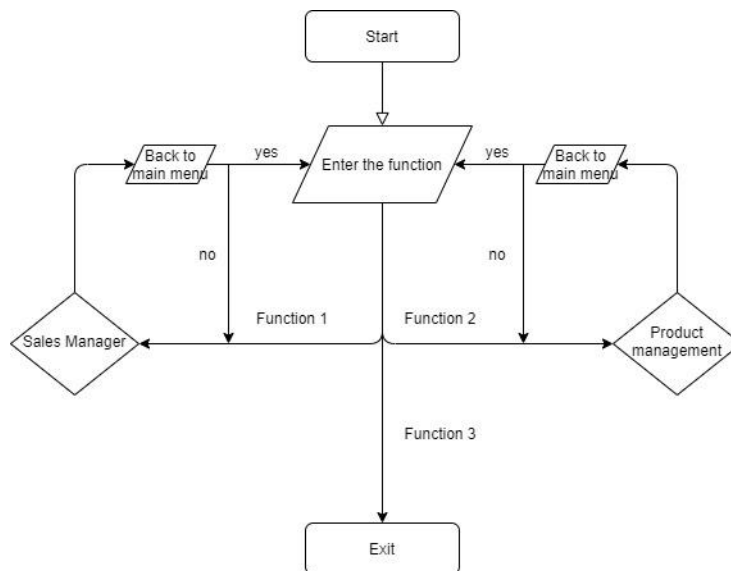 Start
Back to
main menu
yes
Enter the function
yes
Back to
main menu
no
no
Function 1
Function 2
Sales Manager
Product
management
Function 3
Exit